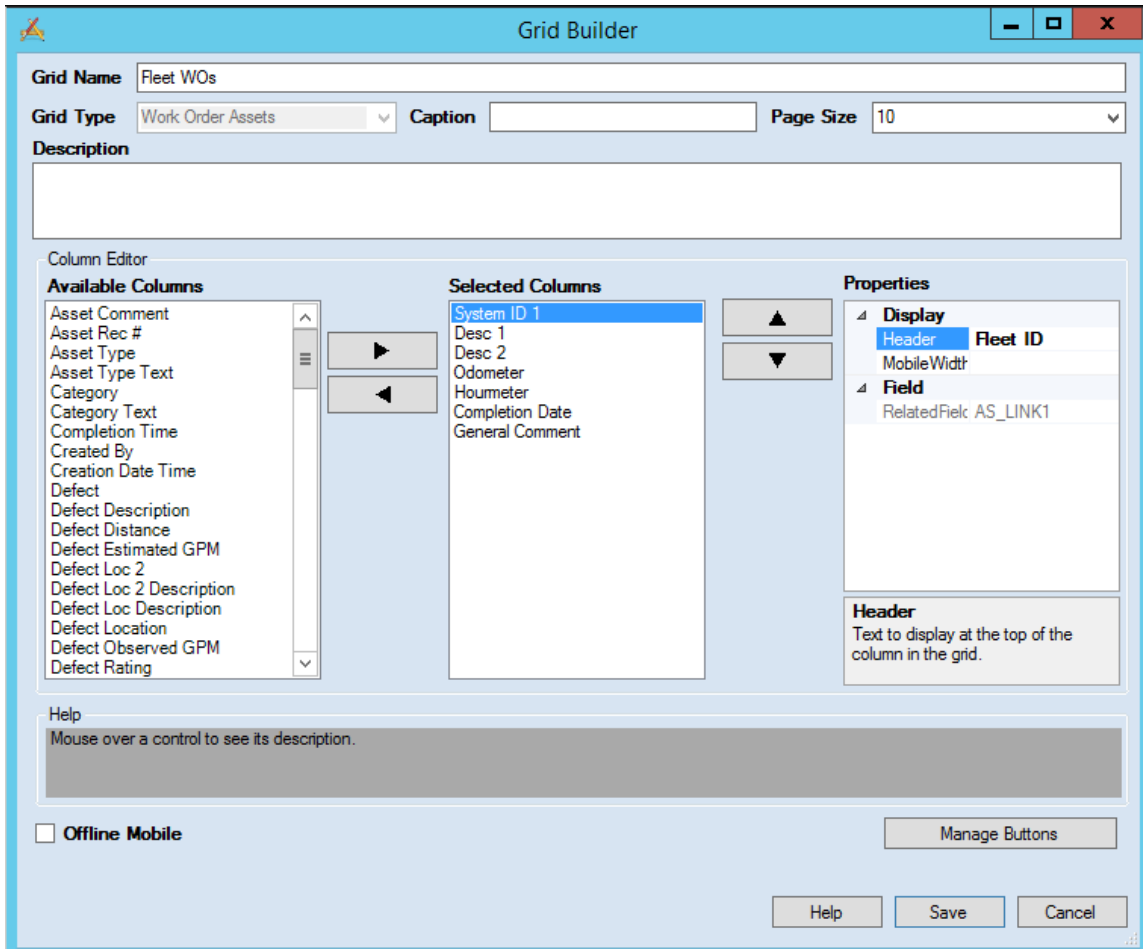 Grid Builder
Grid Name Fleet WOs
Grid Type Work Order Assets Caption Page Size 10
Description
Column Editor
Available Columns
Asset Comment
Asset Rec #
Asset Type
Asset Type Text
Category
Category Text
Completion Time
Created By
Creation Date Time
Defect
Defect Description
Defect Distance
Defect Estimated GPM
Defect Loc 2
Defect Loc 2 Description
Defect Loc Description
Defect Location
Defect Observed GPM
Defect Rating
Selected Columns
System ID 1
Desc 1
Desc 2
Odometer
Hourmeter
Completion Date
General Comment
Properties
Display
Header Fleet ID
MobileWidth
Field
RelatedFielc AS_LINK1
Header
Text to display at the top of the
column in the grid.
Help
Mouse over a control to see its description.
Offline Mobile
Manage Buttons
Help Save Cancel